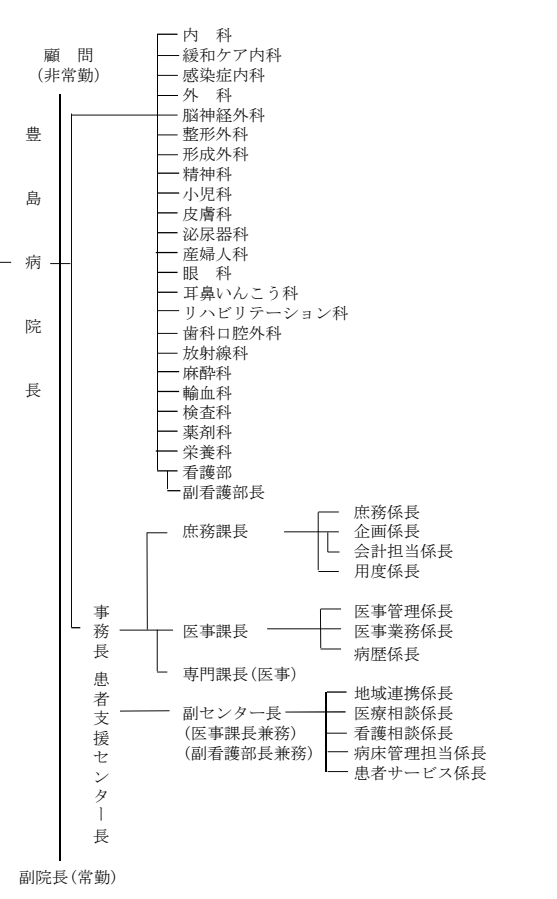 顧　問
(非常勤)
豊島病院長
内　科
緩和ケア内科
感染症内科
外　科
脳神経外科
整形外科
形成外科
精神科
小児科
皮膚科
泌尿器科
産婦人科
眼　科
耳鼻いんこう科
リハビリテーション科
歯科口腔外科
放射線科
麻酔科
輸血科
検査科
薬剤科
栄養科
看護部
副看護部長
事務長
庶務課長
庶務係長
企画係長
会計担当係長
用度係長
医事課長
医事管理係長
医事業務係長
病歴係長
専門課長(医事)
患者支援センター長
副センター長
(医事課長兼務)
(副看護部長兼務)
地域連携係長
医療相談係長
看護相談係長
病床管理担当係長
患者サービス係長
副院長(常勤)